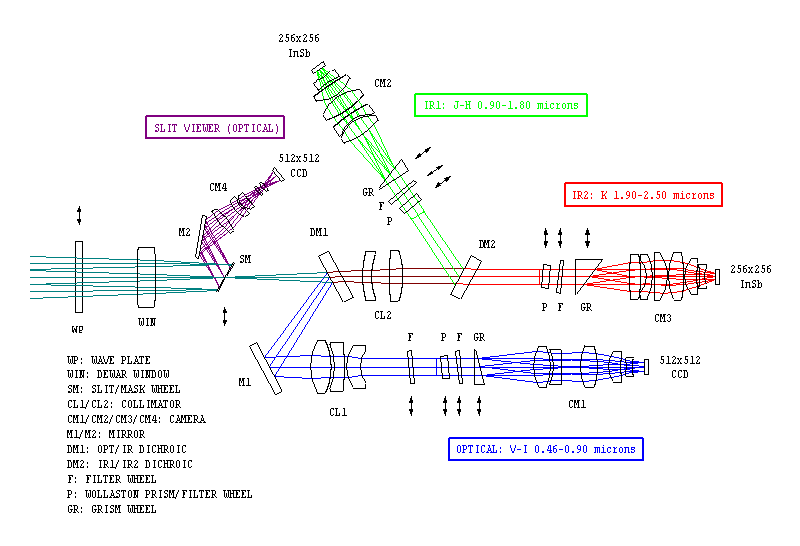 256x256
InSb
CM2
IR1: J-H 0.90-1.80 microns
SLIT VIEWER (OPTICAL)
512x512
CCD
CM4
GR
F
P
IR2: K 1.90-2.50 microns
M2
DM1
DM2
SM
256x256
InSb
WP
WIN
CL2
P
F
GR
CM3
F
P
F
GR
512x512
CCD
M1
CL1
CM1
WP: WAVE PLATE
WIN: DEWAR WINDOW
SM: SLIT/MASK WHEEL
CL1/CL2: COLLIMATOR
CM1/CM2/CM3/CM4: CAMERA
M1/M2: MIRROR
DM1: OPT/IR DICHROIC
DM2: IR1/IR2 DICHROIC
F: FILTER WHEEL
P: WOLLASTON PRISM/FILTER WHEEL
GR: GRISM WHEEL
OPTICAL: V-I 0.46-0.90 microns